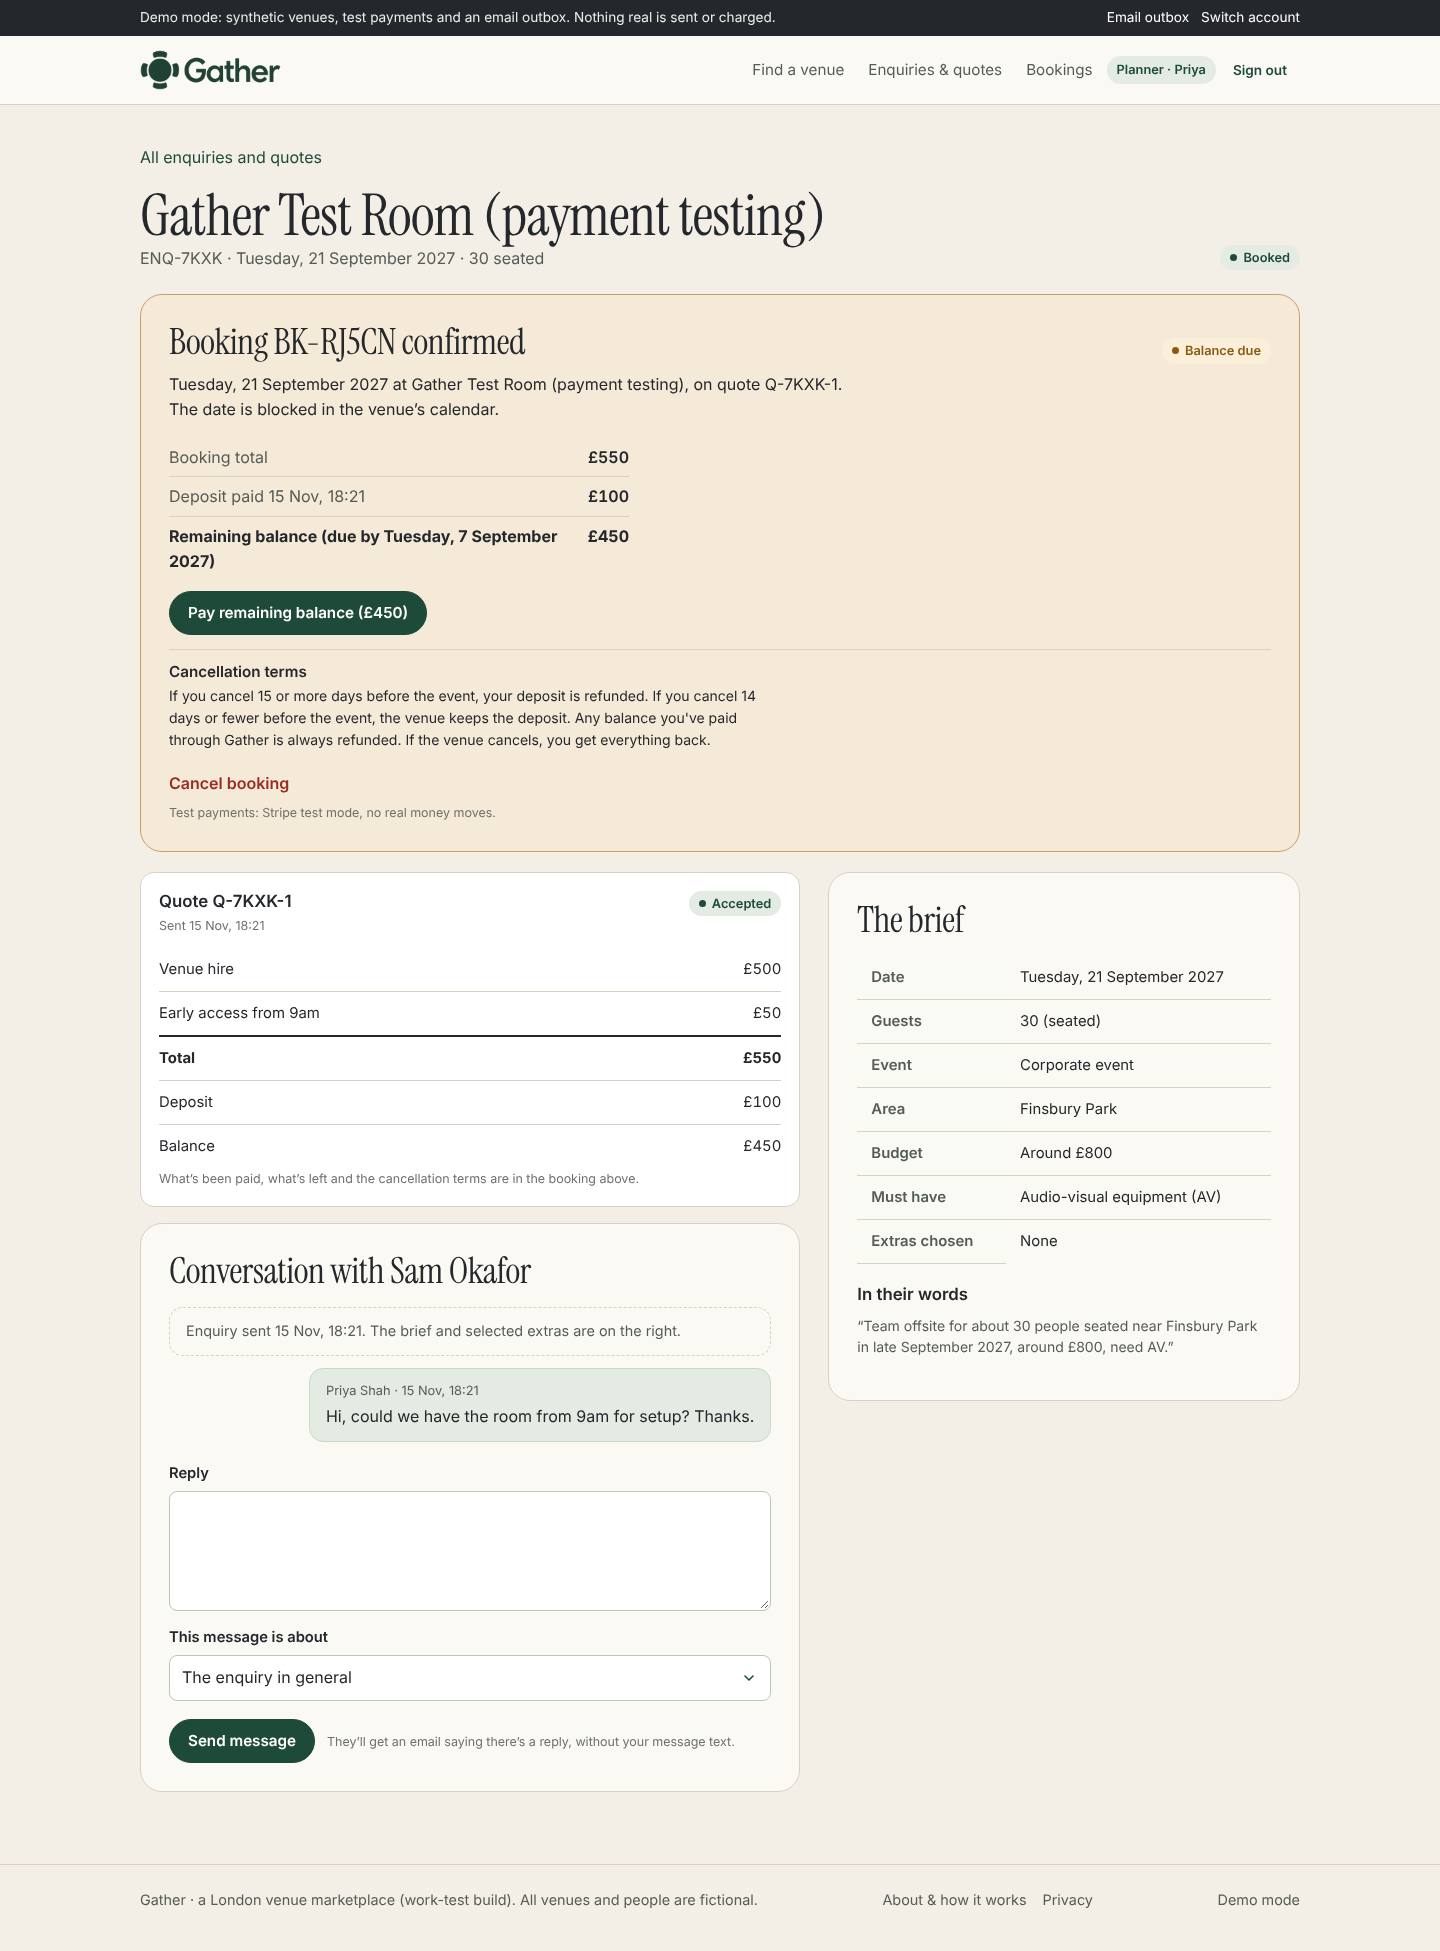 Demo mode: synthetic venues, test payments and an email outbox. Nothing real is sent or charged.
Email outbox Switch account
Gather
Find a venue Enquiries & quotes Bookings Planner · Priya Sign out
All enquiries and quotes
Gather Test Room (payment testing)
ENQ-7KXK · Tuesday, 21 September 2027 · 30 seated
Booked
Booking BK-RJ5CN confirmed
Balance due
Tuesday, 21 September 2027 at Gather Test Room (payment testing), on quote Q-7KXK-1.
The date is blocked in the venue’s calendar.
Booking total £550
Deposit paid 15 Nov, 18:21 £100
Remaining balance (due by Tuesday, 7 September £450
2027)
Pay remaining balance (£450)
Cancellation terms
If you cancel 15 or more days before the event, your deposit is refunded. If you cancel 14
days or fewer before the event, the venue keeps the deposit. Any balance you've paid
through Gather is always refunded. If the venue cancels, you get everything back.
Cancel booking
Test payments: Stripe test mode, no real money moves.
Quote Q-7KXK-1
Accepted
Sent 15 Nov, 18:21
Venue hire £500
Early access from 9am £50
Total £550
Deposit £100
Balance £450
What’s been paid, what’s left and the cancellation terms are in the booking above.
Conversation with Sam Okafor
Enquiry sent 15 Nov, 18:21. The brief and selected extras are on the right.
Priya Shah · 15 Nov, 18:21
Hi, could we have the room from 9am for setup? Thanks.
Reply
This message is about
The enquiry in general
Send message
They’ll get an email saying there’s a reply, without your message text.
The brief
Date Tuesday, 21 September 2027
Guests 30 (seated)
Event Corporate event
Area Finsbury Park
Budget Around £800
Must have Audio-visual equipment (AV)
Extras chosen None
In their words
“Team offsite for about 30 people seated near Finsbury Park
in late September 2027, around £800, need AV.”
Gather · a London venue marketplace (work-test build). All venues and people are fictional.
About & how it works Privacy
Demo mode